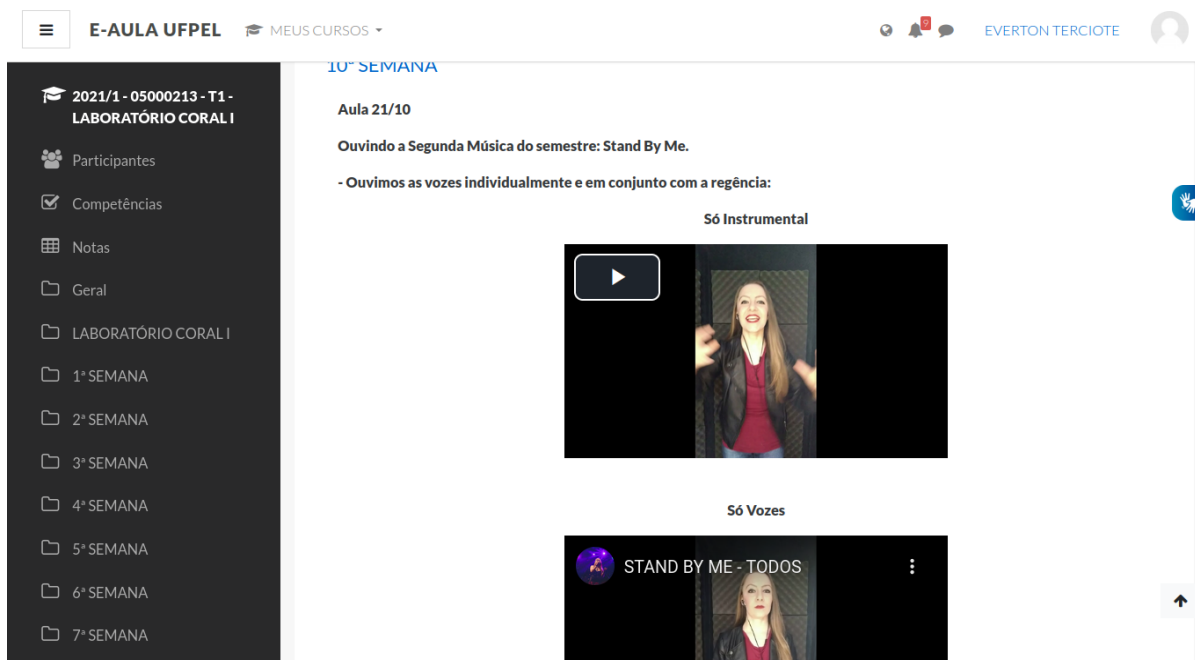 E-AULA UFPEL
MEUS CURSOS
9
EVERTON TERCIOTE
2021/1 - 05000213 - T1 -
LABORATÓRIO CORAL I
Participantes
Competências
Notas
Geral
LABORATÓRIO CORAL I
1ª SEMANA
2ª SEMANA
3ª SEMANA
4ª SEMANA
5ª SEMANA
6ª SEMANA
7ª SEMANA
10ª SEMANA
Aula 21/10
Ouvindo a Segunda Música do semestre: Stand By Me.
- Ouvimos as vozes individualmente e em conjunto com a regência:
Só Instrumental
Só Vozes
STAND BY ME - TODOS